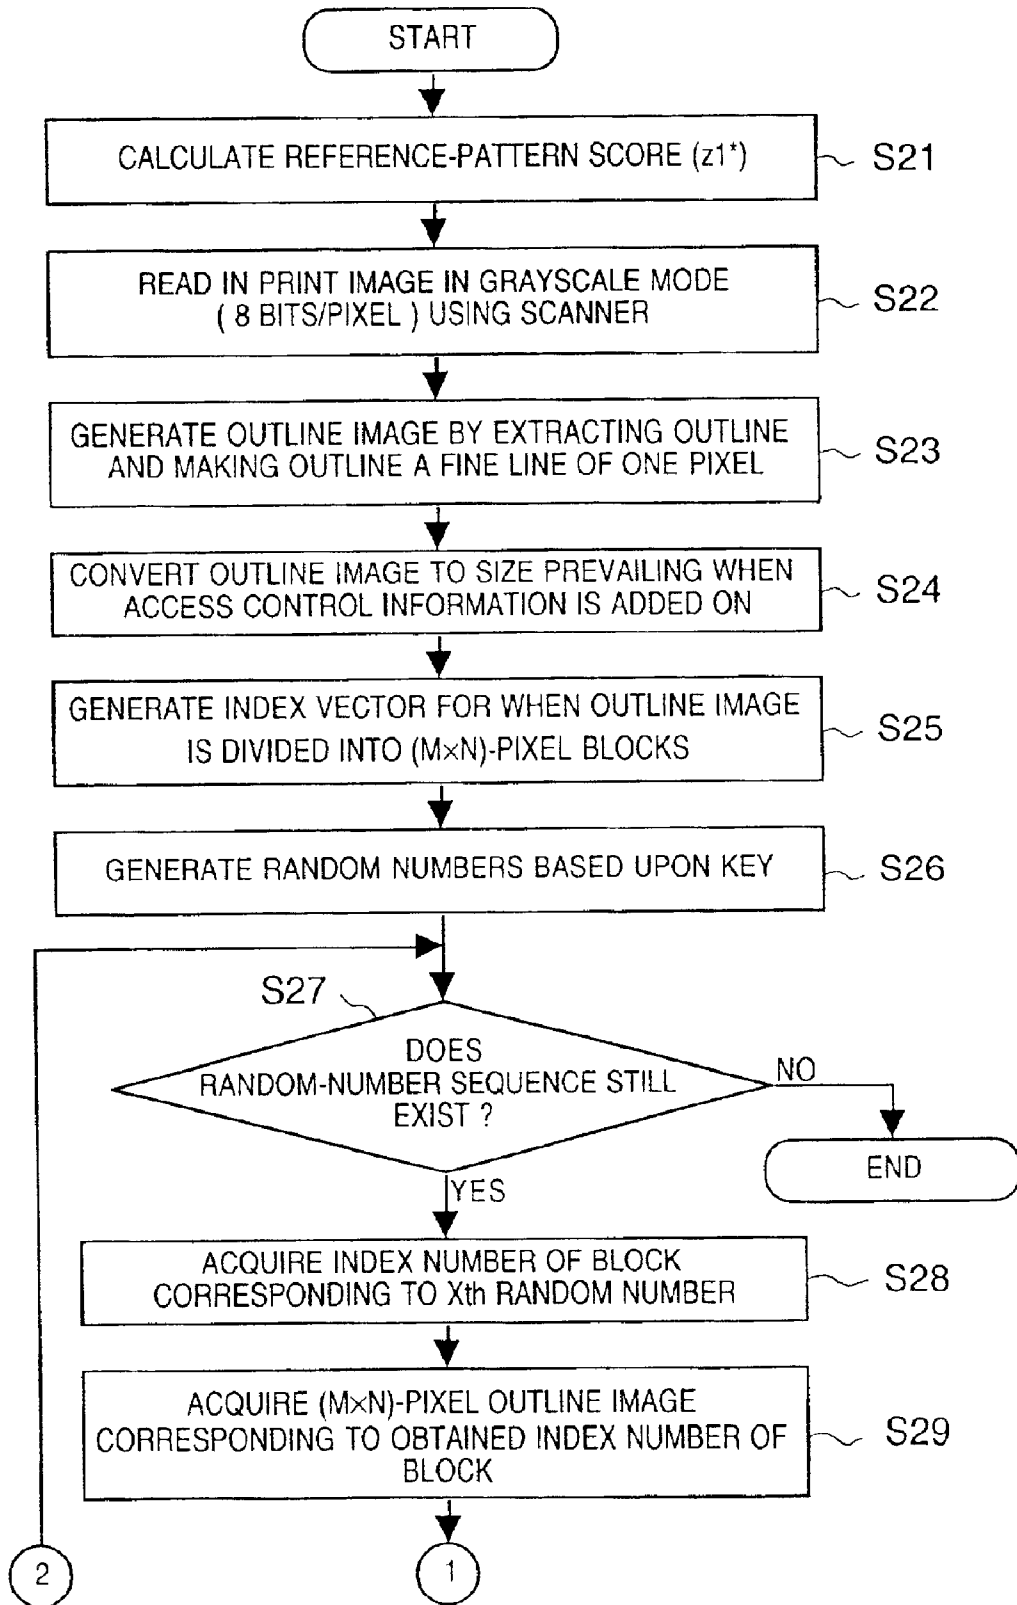 START
CALCULATE REFERENCE-PATTERN SCORE (z1*)
S21
READ IN PRINT IMAGE IN GRAYSCALE MODE
( 8 BITS/PIXEL ) USING SCANNER
S22
GENERATE OUTLINE IMAGE BY EXTRACTING OUTLINE
AND MAKING OUTLINE A FINE LINE OF ONE PIXEL
S23
CONVERT OUTLINE IMAGE TO SIZE PREVAILING WHEN
ACCESS CONTROL INFORMATION IS ADDED ON
S24
GENERATE INDEX VECTOR FOR WHEN OUTLINE IMAGE
IS DIVIDED INTO (M×N)-PIXEL BLOCKS
S25
GENERATE RANDOM NUMBERS BASED UPON KEY
S26
S27
DOES
RANDOM-NUMBER SEQUENCE STILL
EXIST ?
NO
END
YES
ACQUIRE INDEX NUMBER OF BLOCK
CORRESPONDING TO Xth RANDOM NUMBER
S28
ACQUIRE (M×N)-PIXEL OUTLINE IMAGE
CORRESPONDING TO OBTAINED INDEX NUMBER OF
BLOCK
S29
2
1